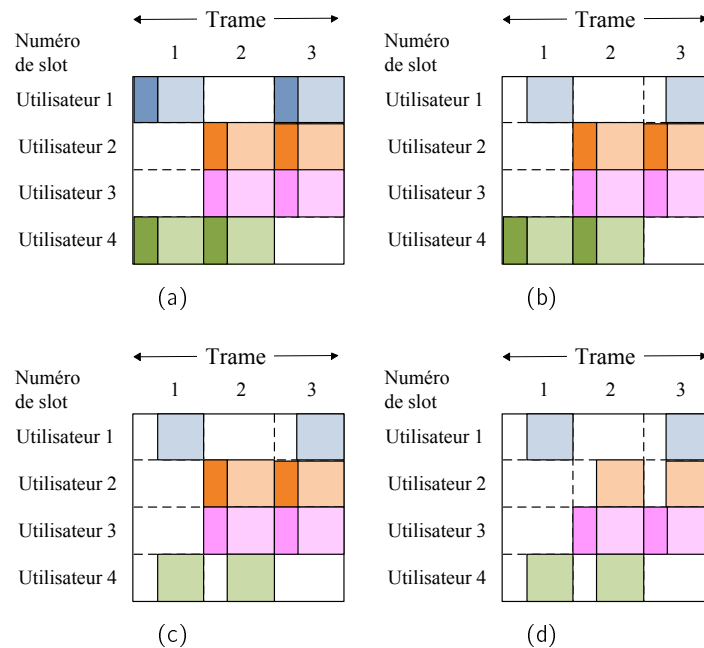 Trame
Numéro
de slot
1 2 3
Utilisateur 1
Utilisateur 2
Utilisateur 3
Utilisateur 4
(a)
Trame
Numéro
de slot
1 2 3
Utilisateur 1
Utilisateur 2
Utilisateur 3
Utilisateur 4
(b)
Trame
Numéro
de slot
1 2 3
Utilisateur 1
Utilisateur 2
Utilisateur 3
Utilisateur 4
(c)
Trame
Numéro
de slot
1 2 3
Utilisateur 1
Utilisateur 2
Utilisateur 3
Utilisateur 4
(d)